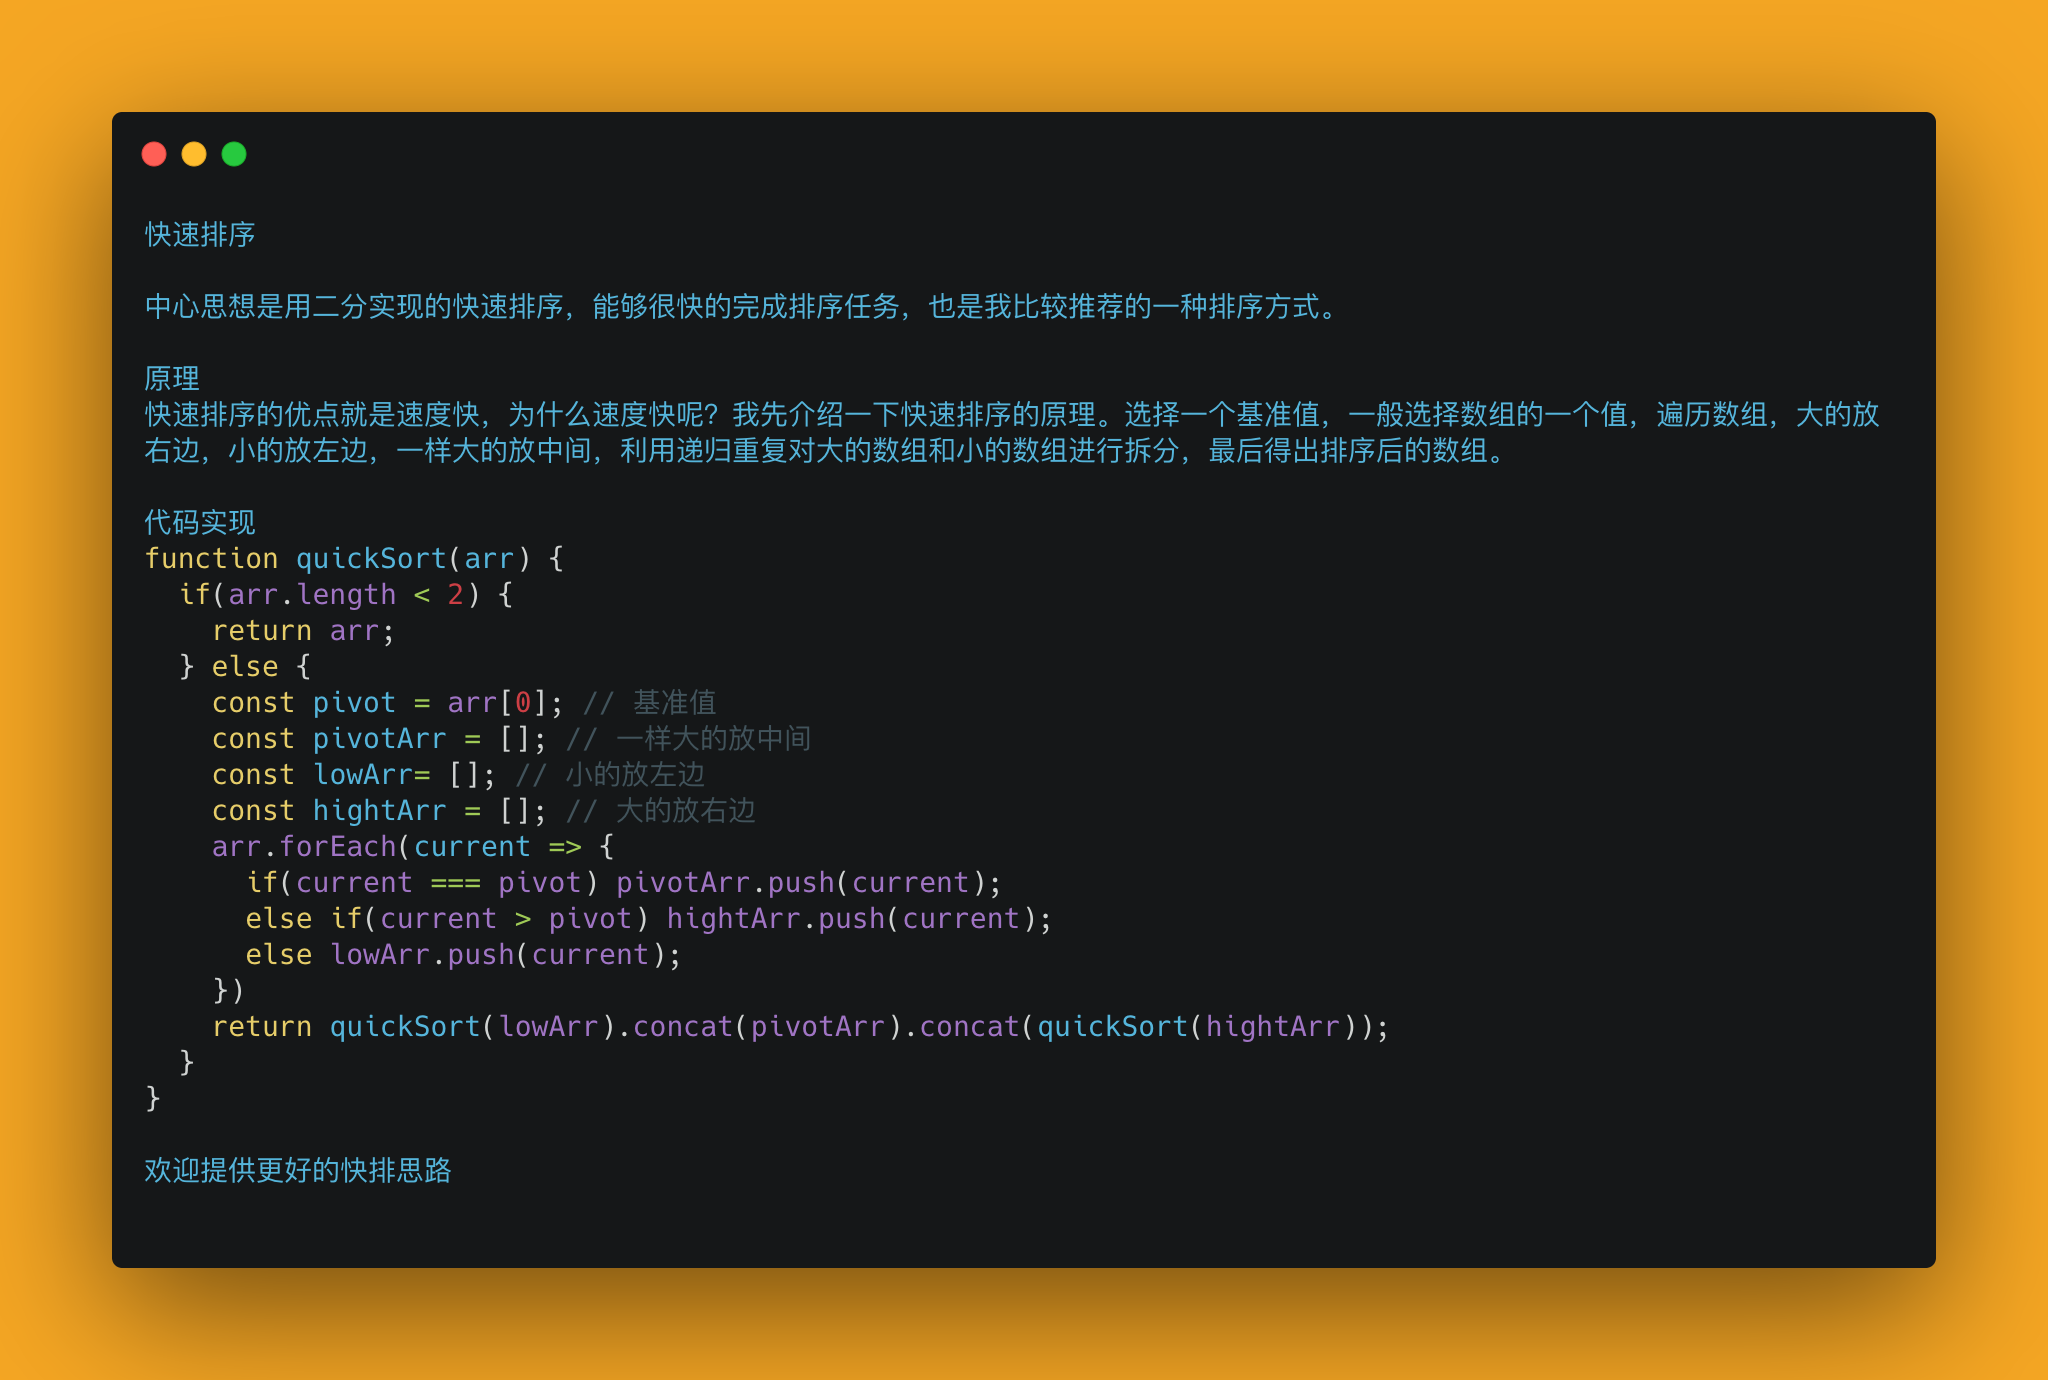 快速排序
中心思想是用二分实现的快速排序，能够很快的完成排序任务，也是我比较推荐的一种排序方式。
原理
快速排序的优点就是速度快，为什么速度快呢？我先介绍一下快速排序的原理。选择一个基准值，一般选择数组的一个值，遍历数组，大的放
右边，小的放左边，一样大的放中间，利用递归重复对大的数组和小的数组进行拆分，最后得出排序后的数组。
代码实现
function quickSort(arr) {
  if(arr.length < 2) {
    return arr;
  } else {
    const pivot = arr[0]; // 基准值
    const pivotArr = []; // 一样大的放中间
    const lowArr= []; // 小的放左边
    const hightArr = []; // 大的放右边
    arr.forEach(current => {
      if(current === pivot) pivotArr.push(current);
      else if(current > pivot) hightArr.push(current);
      else lowArr.push(current);
    })
    return quickSort(lowArr).concat(pivotArr).concat(quickSort(hightArr));
  }
}
欢迎提供更好的快排思路